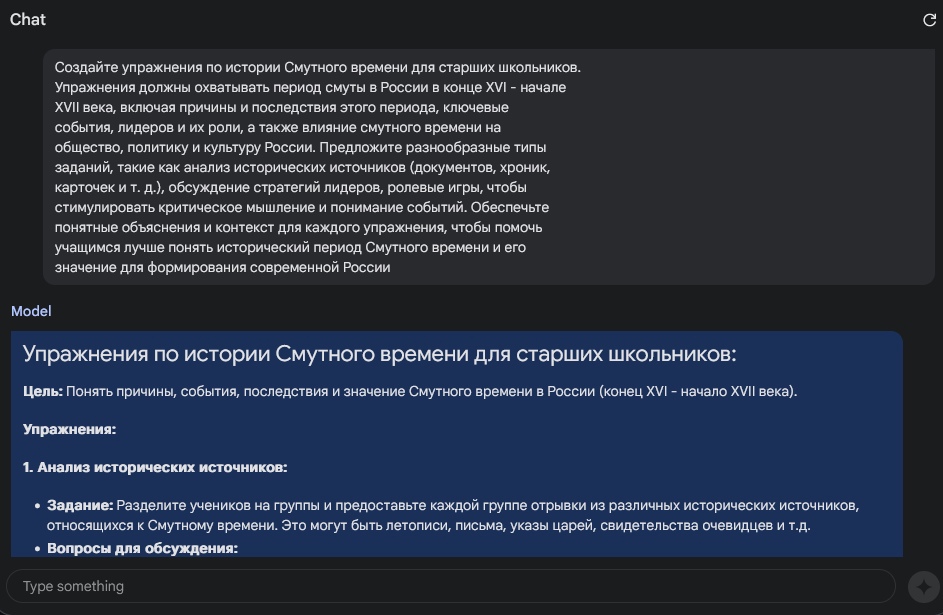 Chat
Создайте упражнения по истории Смутного времени для старших школьников.
Упражнения должны охватывать период смуты в России в конце XVI - начале
XVII века, включая причины и последствия этого периода, ключевые
события, лидеров и их роли, а также влияние смутного времени на
общество, политику и культуру России. Предложите разнообразные типы
заданий, такие как анализ исторических источников (документов, хроник,
карточек и т. д.), обсуждение стратегий лидеров, ролевые игры, чтобы
стимулировать критическое мышление и понимание событий. Обеспечьте
понятные объяснения и контекст для каждого упражнения, чтобы помочь
учащимся лучше понять исторический период Смутного времени и его
значение для формирования современной России
Model
Упражнения по истории Смутного времени для старших школьников:
Цель: Понять причины, события, последствия и значение Смутного времени в России (конец XVI - начало XVII века).
Упражнения:
1. Анализ исторических источников:
• Задание: Разделите учеников на группы и предоставьте каждой группе отрывки из различных исторических источников,
относящихся к Смутному времени. Это могут быть летописи, письма, указы царей, свидетельства очевидцев и т.д.
• Вопросы для обсуждения:
Type something